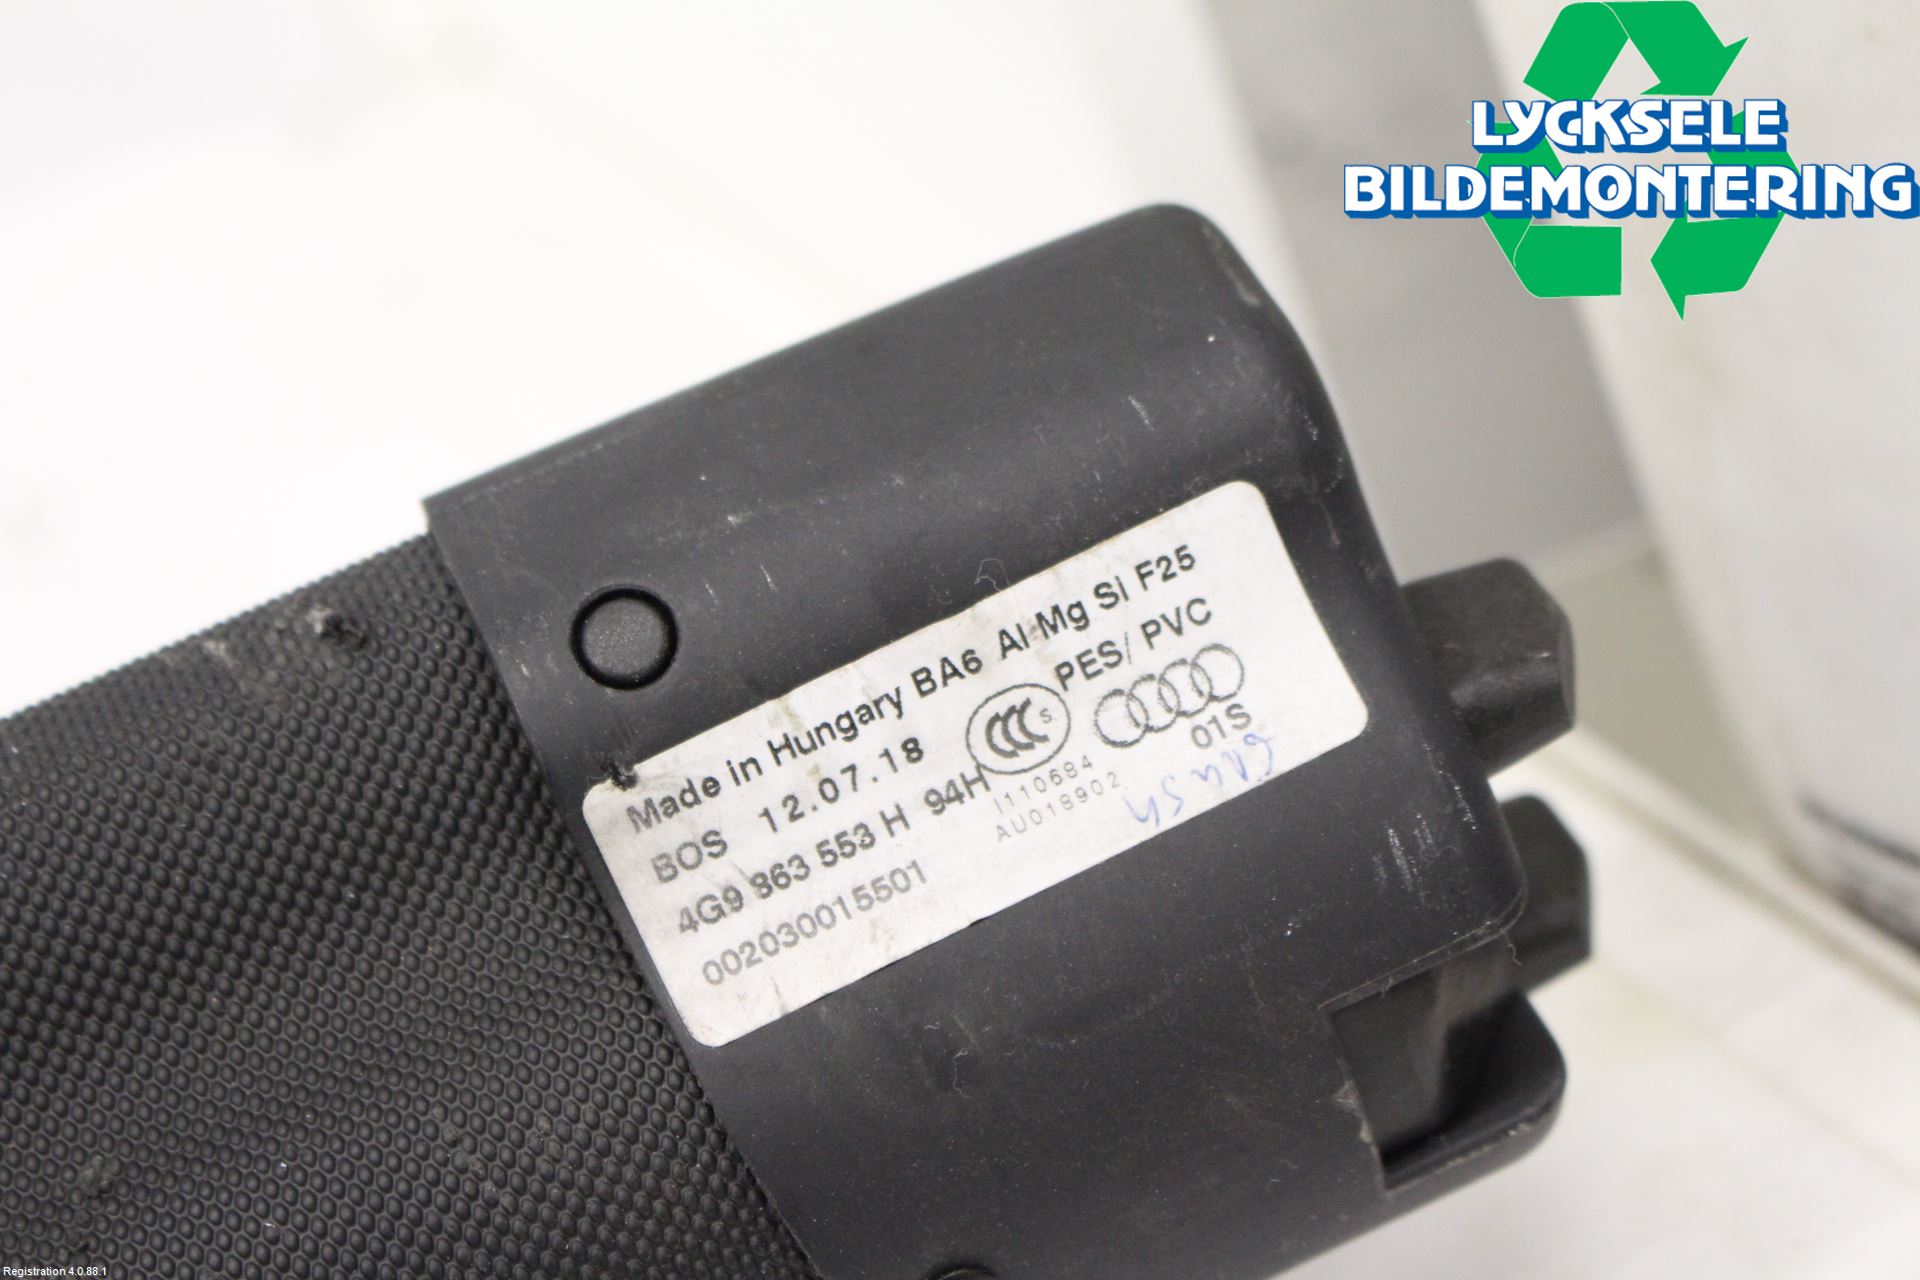 LYCKSELE
BILDEMONTERING
Made in Hungary BA6 Al Mg Si F25
BOS 12.07.18 CCC S PES/ PVC
4G9 863 553 H 94H I110684 01S
002030015501 AU018902
Registration 4.0.88.1